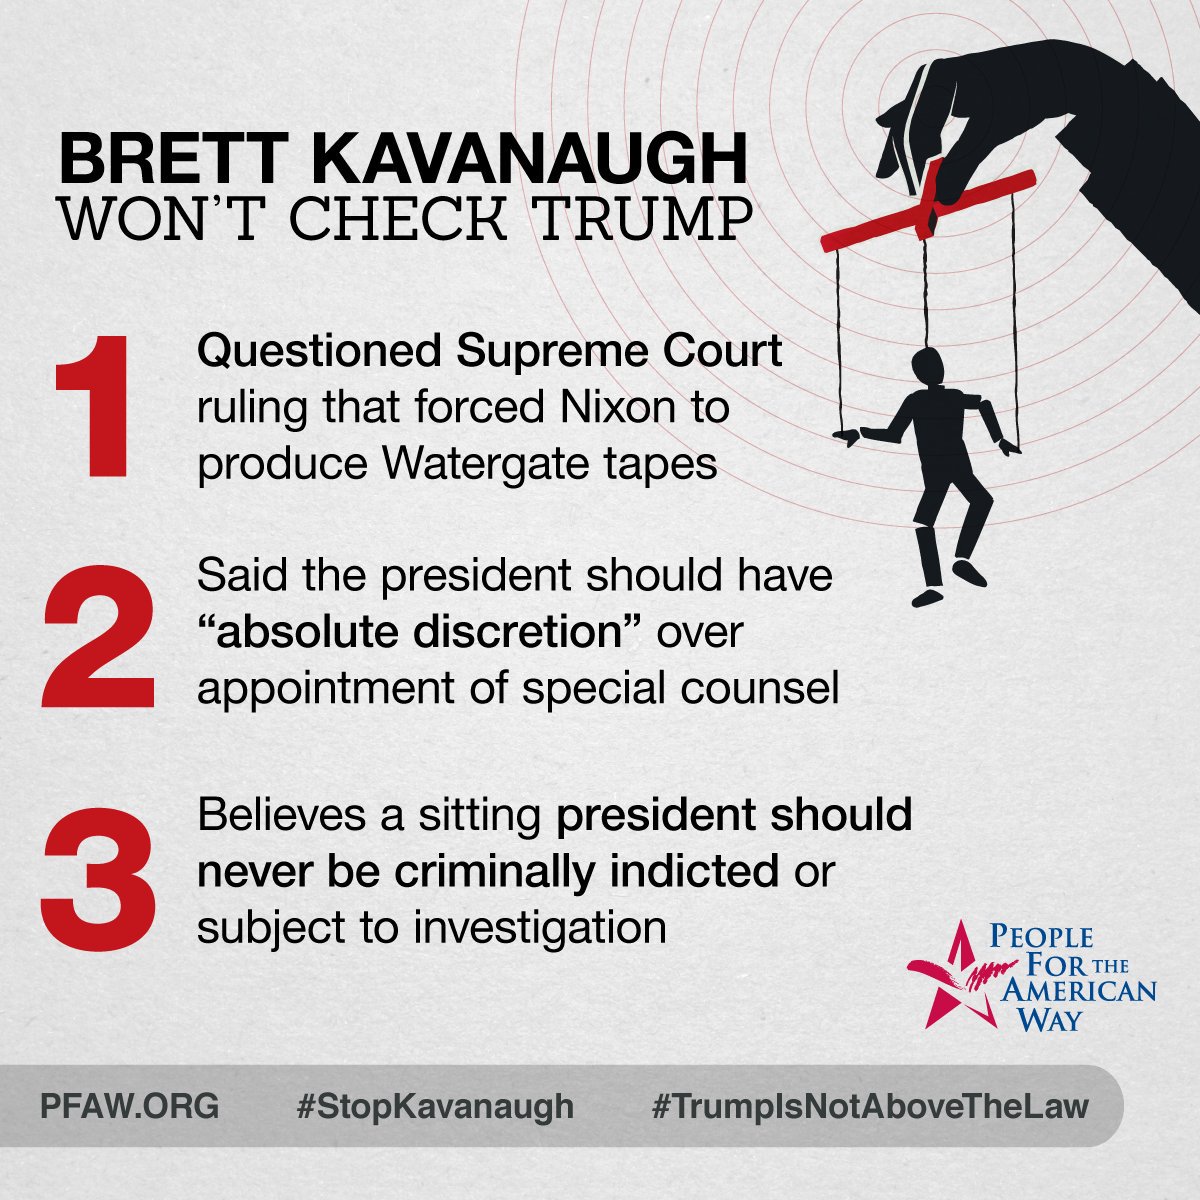 BRETT KAVANAUGH
WON'T CHECK TRUMP
1
Questioned Supreme Court
ruling that forced Nixon to
produce Watergate tapes
2
Said the president should have
“absolute discretion” over
appointment of special counsel
3
Believes a sitting president should
never be criminally indicted or
subject to investigation
PEOPLE
FOR THE
AMERICAN
WAY
PFAW.ORG #StopKavanaugh #TrumpIsNotAboveTheLaw